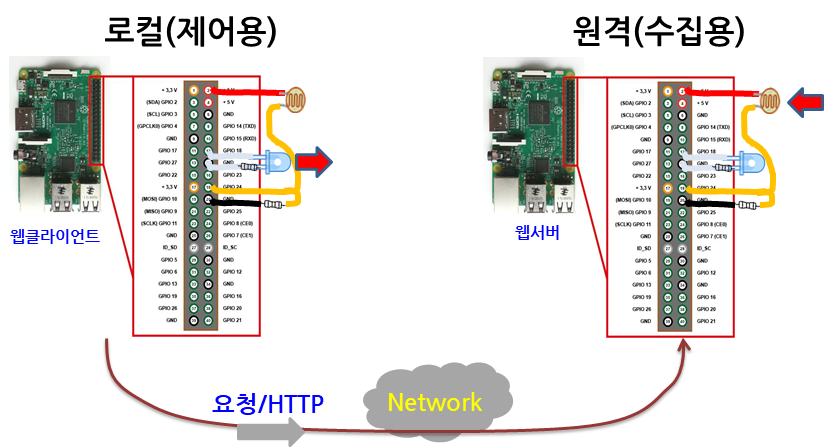 로컬(제어용)
원격(수집용)
+ 3,3 V
+ 5 V
(SDA) GPIO 2
+ 5 V
(SCL) GPIO 3
GND
(GPCLK0) GPIO 4
GPIO 14 (TXD)
GND
GPIO 15 (RXD)
GPIO 17
GPIO 18
GPIO 27
GND
GPIO 22
GPIO 23
+ 3,3 V
GPIO 24
(MOSI) GPIO 10
GND
(MISO) GPIO 9
GPIO 25
(SCLK) GPIO 11
GPIO 8 (CE0)
GND
GPIO 7 (CE1)
ID_SD
ID_SC
GPIO 5
GND
GPIO 6
GPIO 12
GPIO 13
GND
GPIO 19
GPIO 16
GPIO 26
GPIO 20
GND
GPIO 21
웹클라이언트
+ 3,3 V
+ 5 V
(SDA) GPIO 2
+ 5 V
(SCL) GPIO 3
GND
(GPCLK0) GPIO 4
GPIO 14 (TXD)
GND
GPIO 15 (RXD)
GPIO 17
GPIO 18
GPIO 27
GND
GPIO 22
GPIO 23
+ 3,3 V
GPIO 24
(MOSI) GPIO 10
GND
(MISO) GPIO 9
GPIO 25
(SCLK) GPIO 11
GPIO 8 (CE0)
GND
GPIO 7 (CE1)
ID_SD
ID_SC
GPIO 5
GND
GPIO 6
GPIO 12
GPIO 13
GND
GPIO 19
GPIO 16
GPIO 26
GPIO 20
GND
GPIO 21
웹서버
요청/HTTP
Network